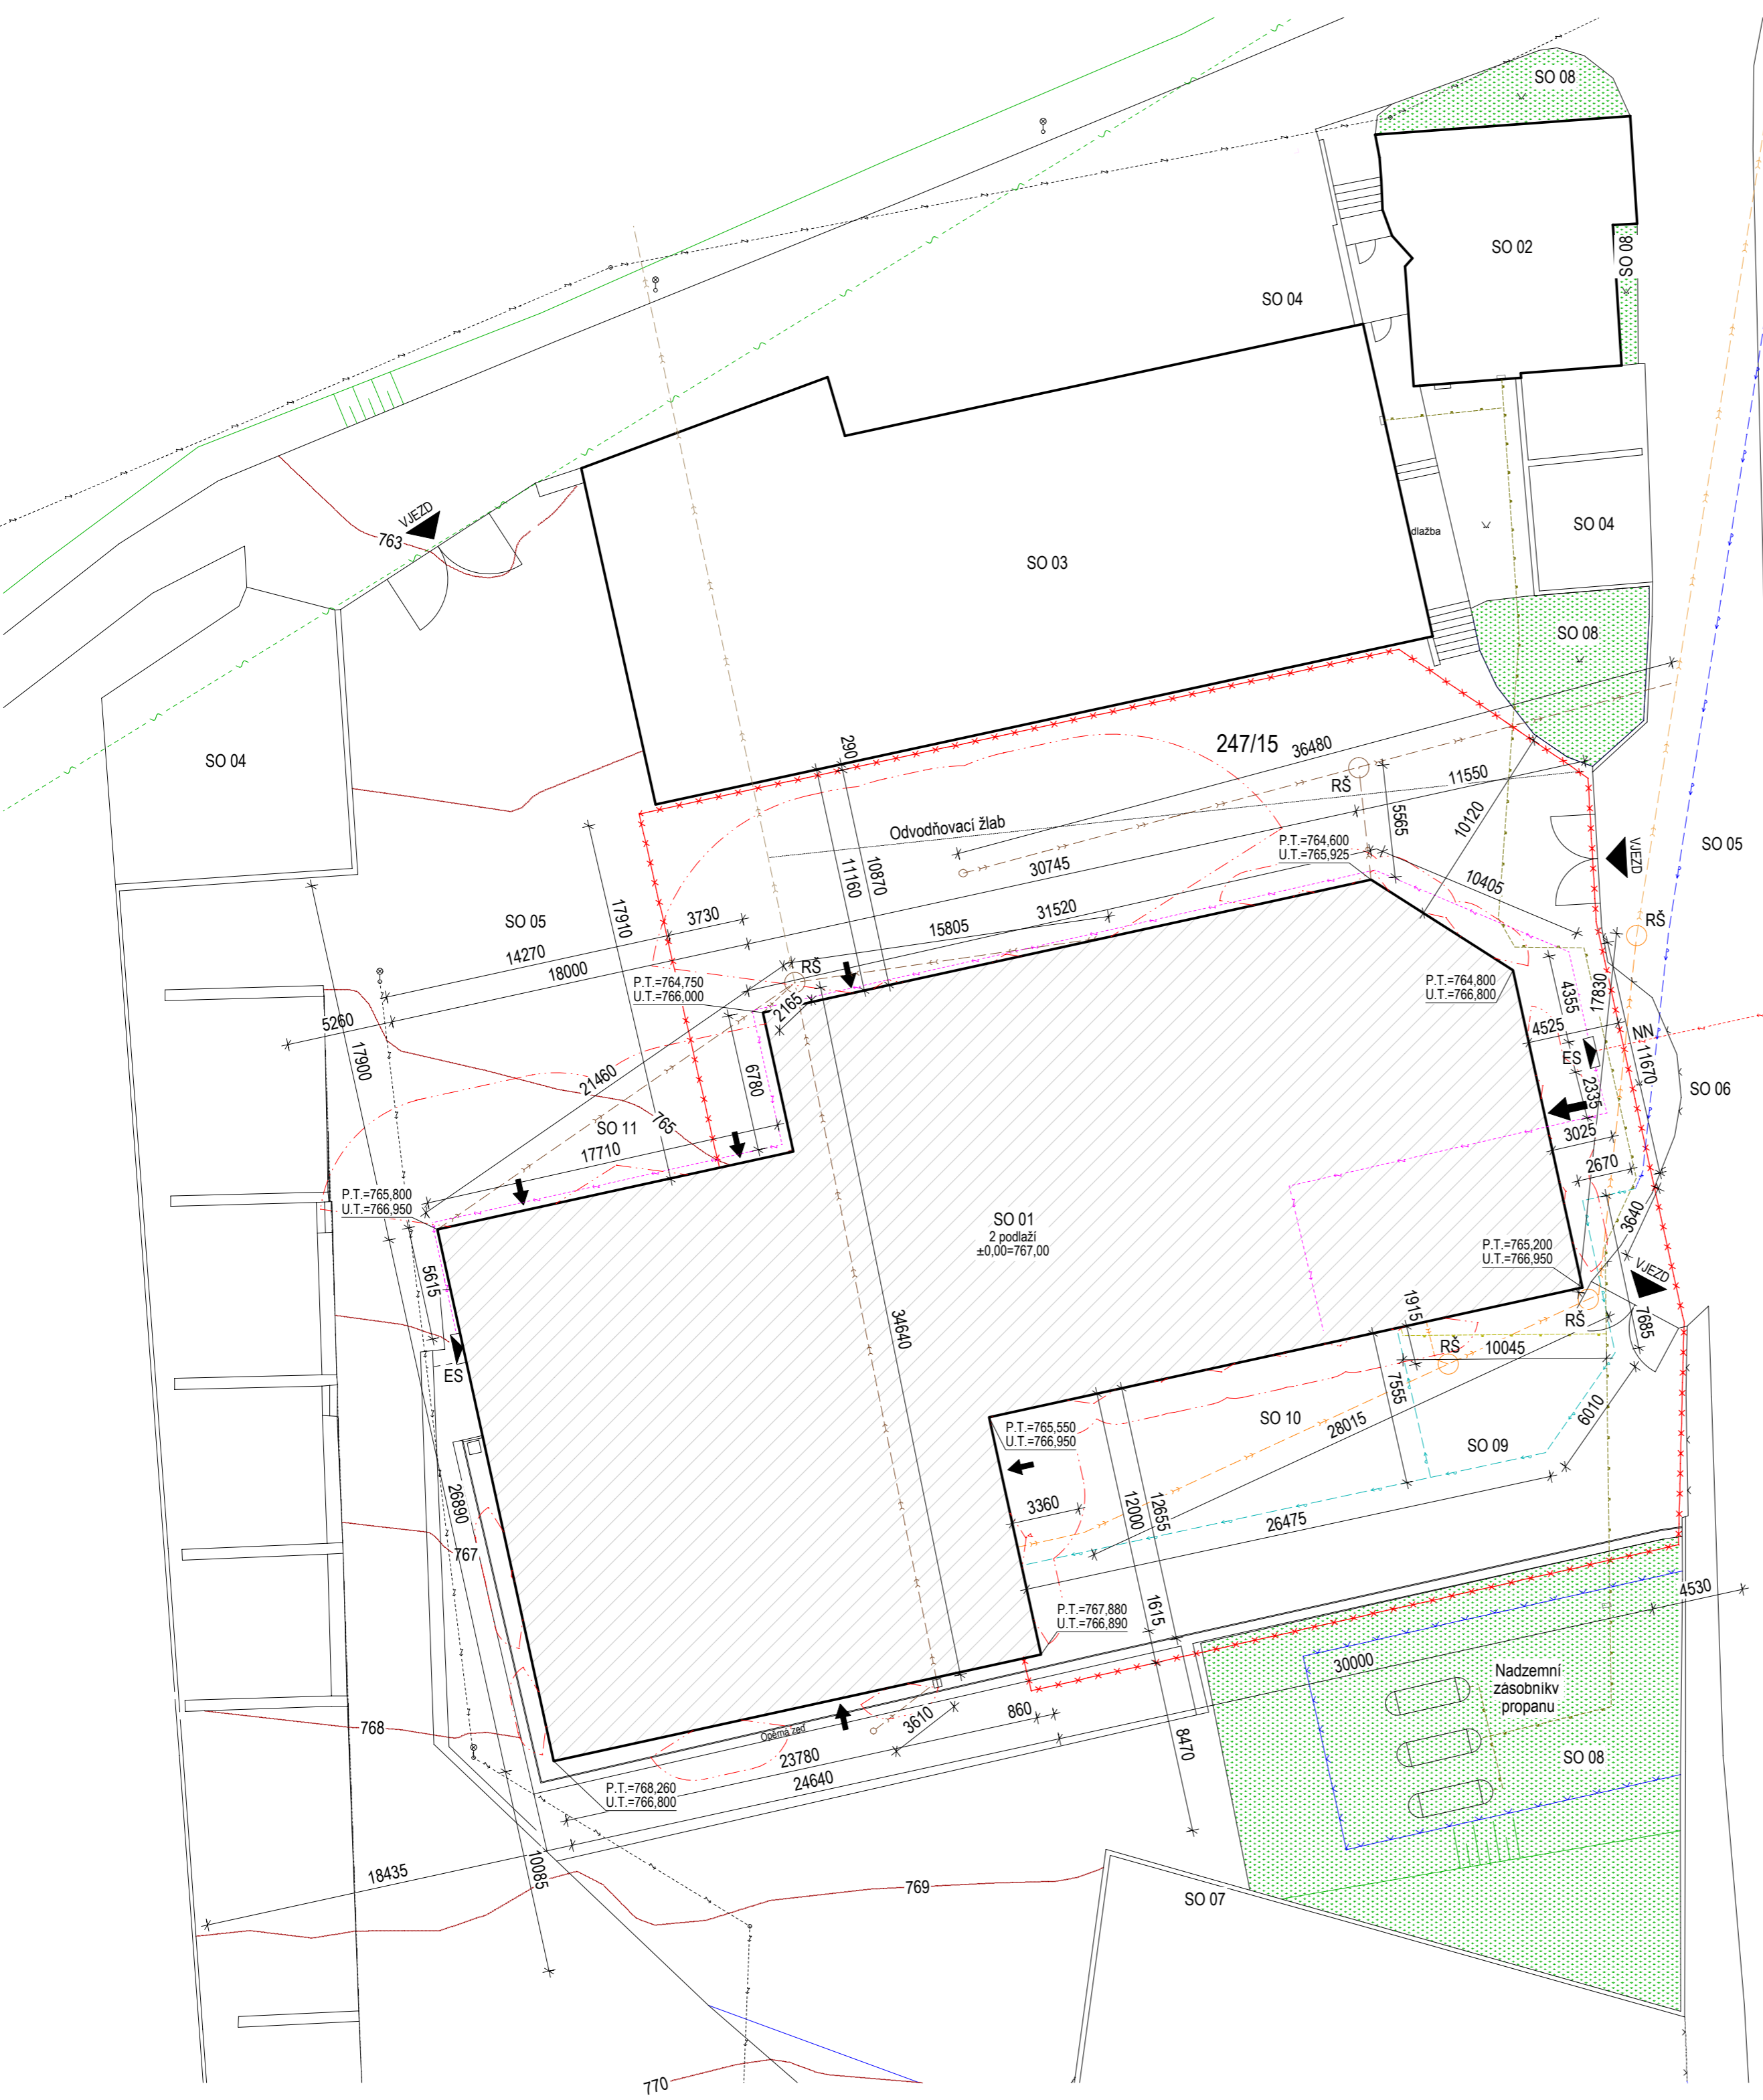 SO 08
SO 02
SO 08
SO 04
VJEZD
763
SO 03
dlažba
SO 04
SO 08
SO 04
290
247/15
36480
11550
RŠ
5565
10120
Odvodňovací žlab
P.T.=764,600
U.T.=765,925
VJEZD
SO 05
11160
10870
30745
10405
17910
3730
SO 05
14270
15805
31520
RŠ
18000
RŠ
P.T.=764,750
U.T.=766,000
2165
P.T.=764,800
U.T.=766,800
4355
17830
5260
17900
4525
NN
ES
11670
21460
6780
2335
SO 06
765
SO 11
17710
3025
2670
P.T.=765,800
U.T.=766,950
SO 01
2 podlaží
±0,00=767,00
3640
P.T.=765,200
U.T.=766,950
VJEZD
5615
34640
1915
RŠ
7685
RŠ
10045
ES
7555
6010
SO 10
28015
P.T.=765,550
U.T.=766,950
SO 09
26890
3360
12000
12655
26475
767
4530
P.T.=767,880
U.T.=766,890
1615
30000
Nadzemní
zásobníky
propanu
768
860
3610
Opěrná zeď
8470
23780
SO 08
24640
P.T.=768,260
U.T.=766,800
18435
10085
769
SO 07
770